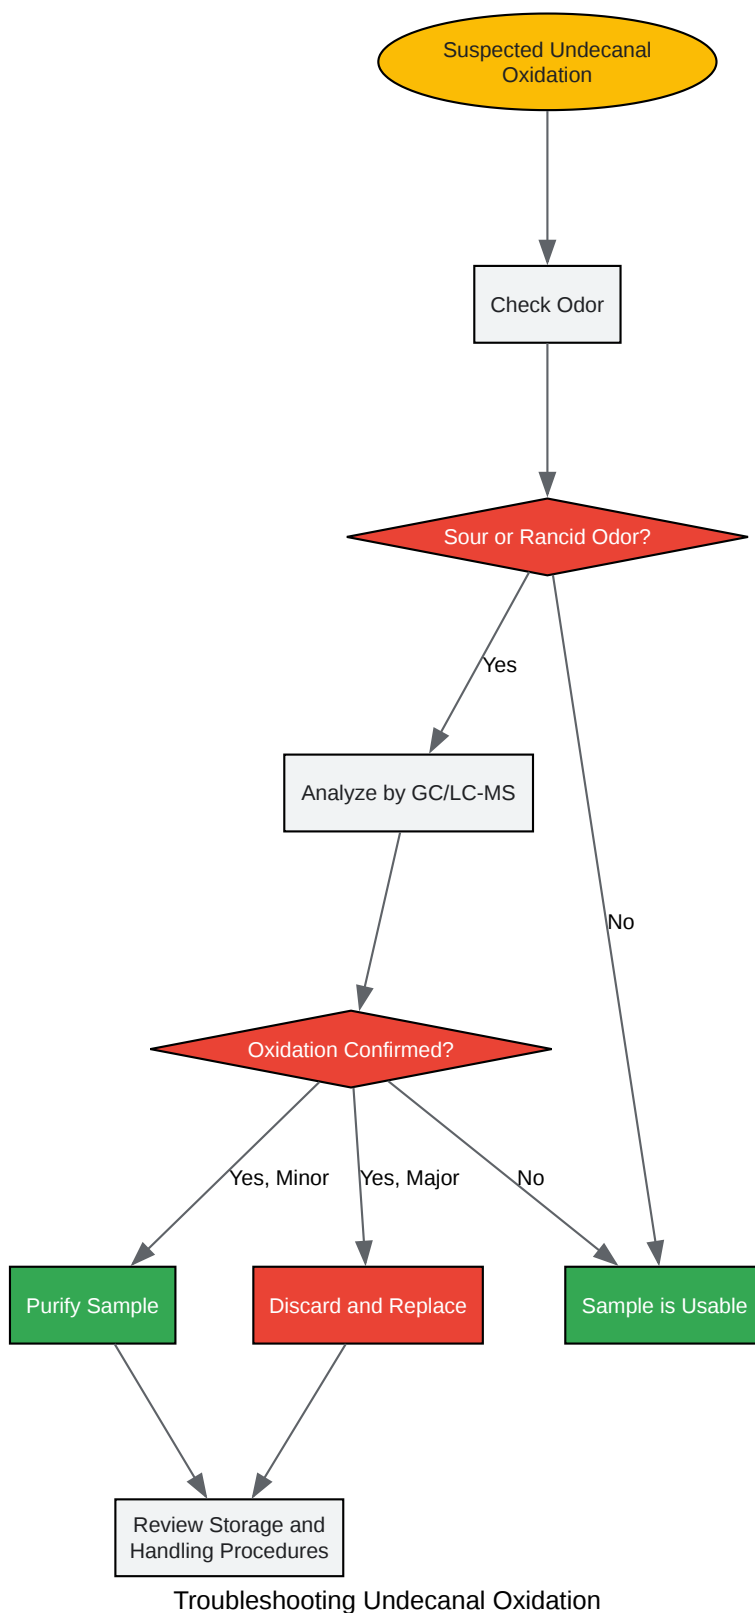 Suspected Undecanal
Oxidation
Check Odor
Sour or Rancid Odor?
Yes
Analyze by GC/LC-MS
No
Oxidation Confirmed?
Yes, Minor
Yes, Major
No
Purify Sample
Discard and Replace
Sample is Usable
Review Storage and
Handling Procedures
Troubleshooting Undecanal Oxidation